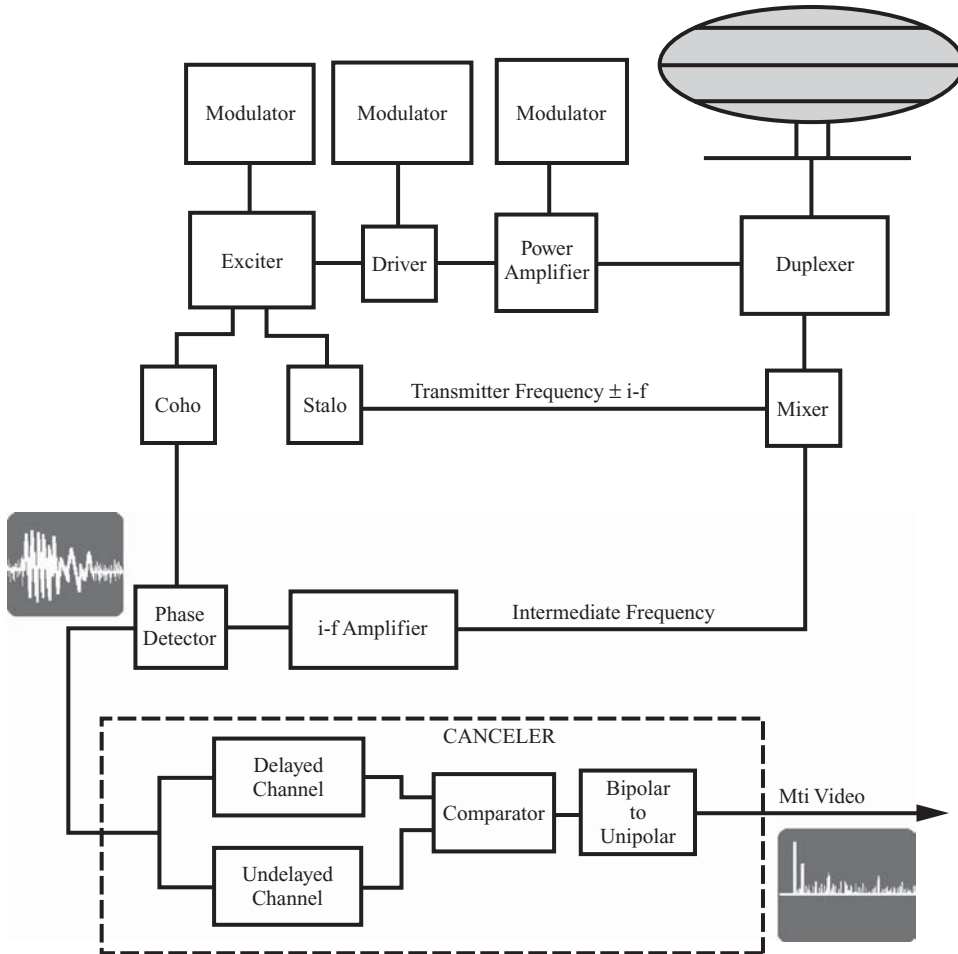 Modulator
Modulator
Modulator
Exciter
Driver
Power
Amplifier
Duplexer
Coho
Stalo
Transmitter Frequency ± i-f
Mixer
Phase
Detector
i-f Amplifier
Intermediate Frequency
CANCELER
Delayed
Channel
Comparator
Bipolar
to
Unipolar
Mti Video
Undelayed
Channel